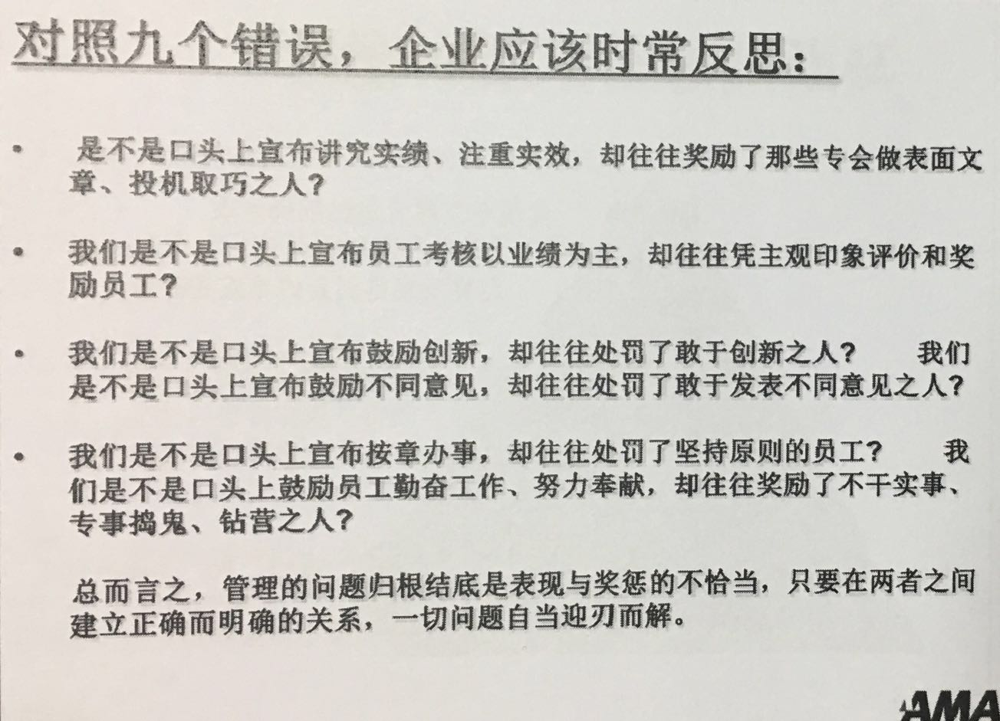 对照九个错误，企业应该时常反思：
• 是不是口头上宣布讲究实绩、注重实效，却往往奖励了那些专会做表面文
章、投机取巧之人？
• 我们是不是口头上宣布员工考核以业绩为主，却往往凭主观印象评价和奖
励员工？
• 我们是不是口头上宣布鼓励创新，却往往处罚了敢于创新之人？ 我们
是不是口头上宣布鼓励不同意见，却往往处罚了敢于发表不同意见之人？
• 我们是不是口头上宣布按章办事，却往往处罚了坚持原则的员工？ 我
们是不是口头上鼓励员工勤奋工作、努力奉献，却往往奖励了不干实事、
专事捣鬼、钻营之人？
总而言之，管理的问题归根结底是表现与奖惩的不恰当，只要在两者之间
建立正确而明确的关系，一切问题自当迎刃而解。
AMA